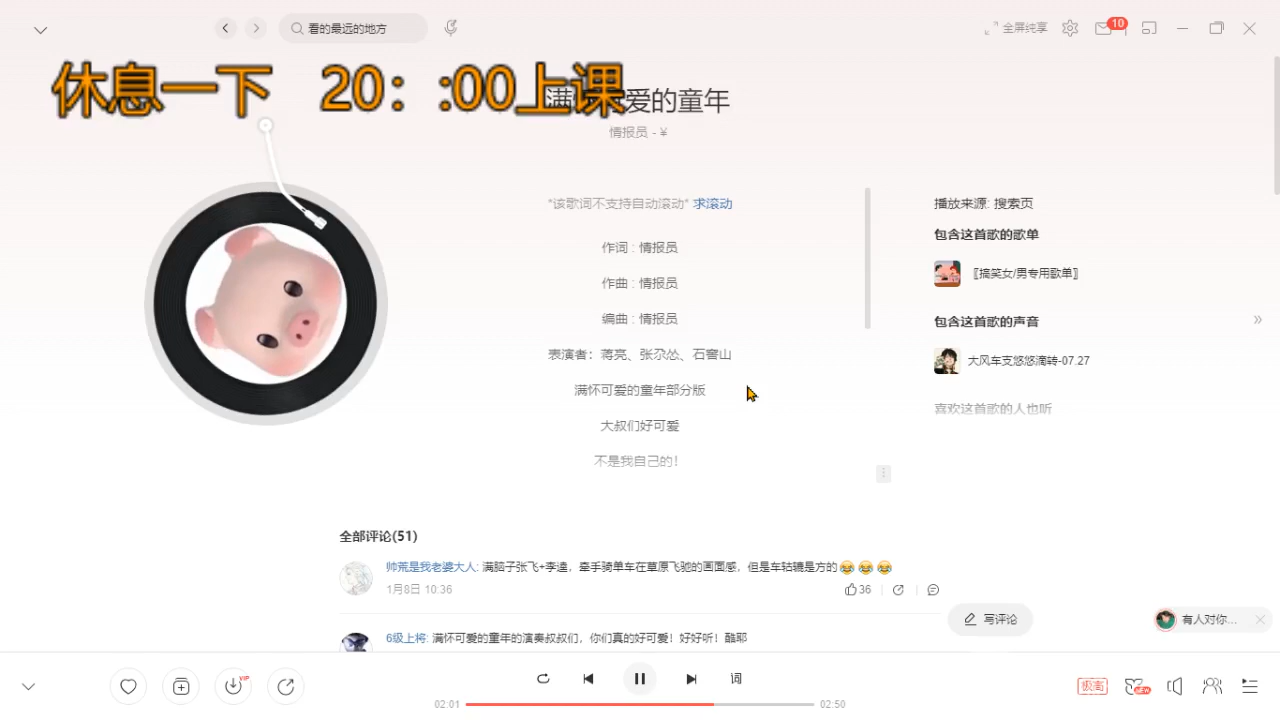 看的最远的地方
全屏纯享
10
休息一下 20：:00上课
满怀可爱的童年
情报员 - ¥
*该歌词不支持自动滚动* 求滚动
作词 : 情报员
作曲 : 情报员
编曲 : 情报员
表演者：蒋亮、张尕怂、石窖山
满怀可爱的童年部分版
大叔们好可爱
不是我自己的！
播放来源: 搜索页
包含这首歌的歌单
〖搞笑女/男专用歌单〗
包含这首歌的声音
大风车支悠悠滴转-07.27
喜欢这首歌的人也听
全部评论(51)
帅荒是我老婆大人: 满脑子张飞+李逵，牵手骑单车在草原飞驰的画面感，但是车轱辘是方的😂😂😂
1月8日 10:36
36
6级上将: 满怀可爱的童年的演奏叔叔们，你们真的好可爱！好好听！酷耶
写评论
有人对你...
VIP
词
02:01
02:50
极高
NEW